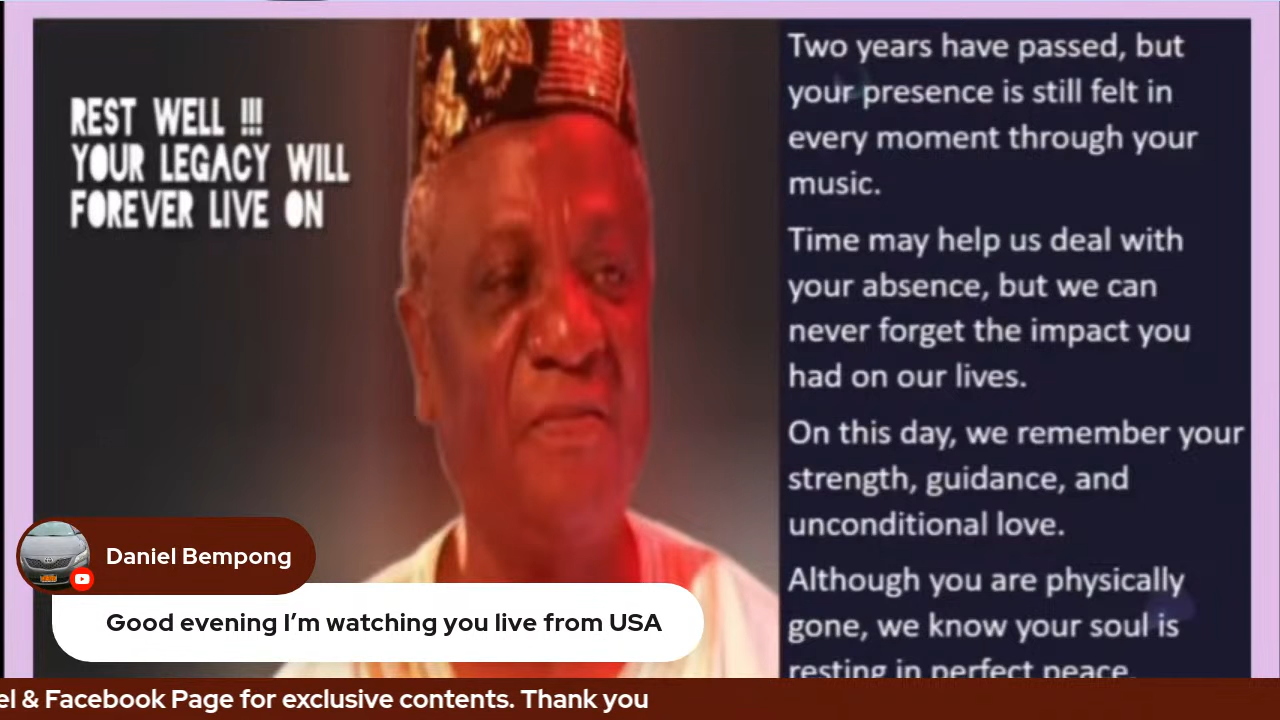 REST WELL !!!
YOUR LEGACY WILL
FOREVER LIVE ON
Two years have passed, but
your presence is still felt in
every moment through your
music.
Time may help us deal with
your absence, but we can
never forget the impact you
had on our lives.
On this day, we remember your
strength, guidance, and
unconditional love.
Although you are physically
gone, we know your soul is
resting in perfect peace.
Daniel Bempong
Good evening I’m watching you live from USA
el & Facebook Page for exclusive contents. Thank you